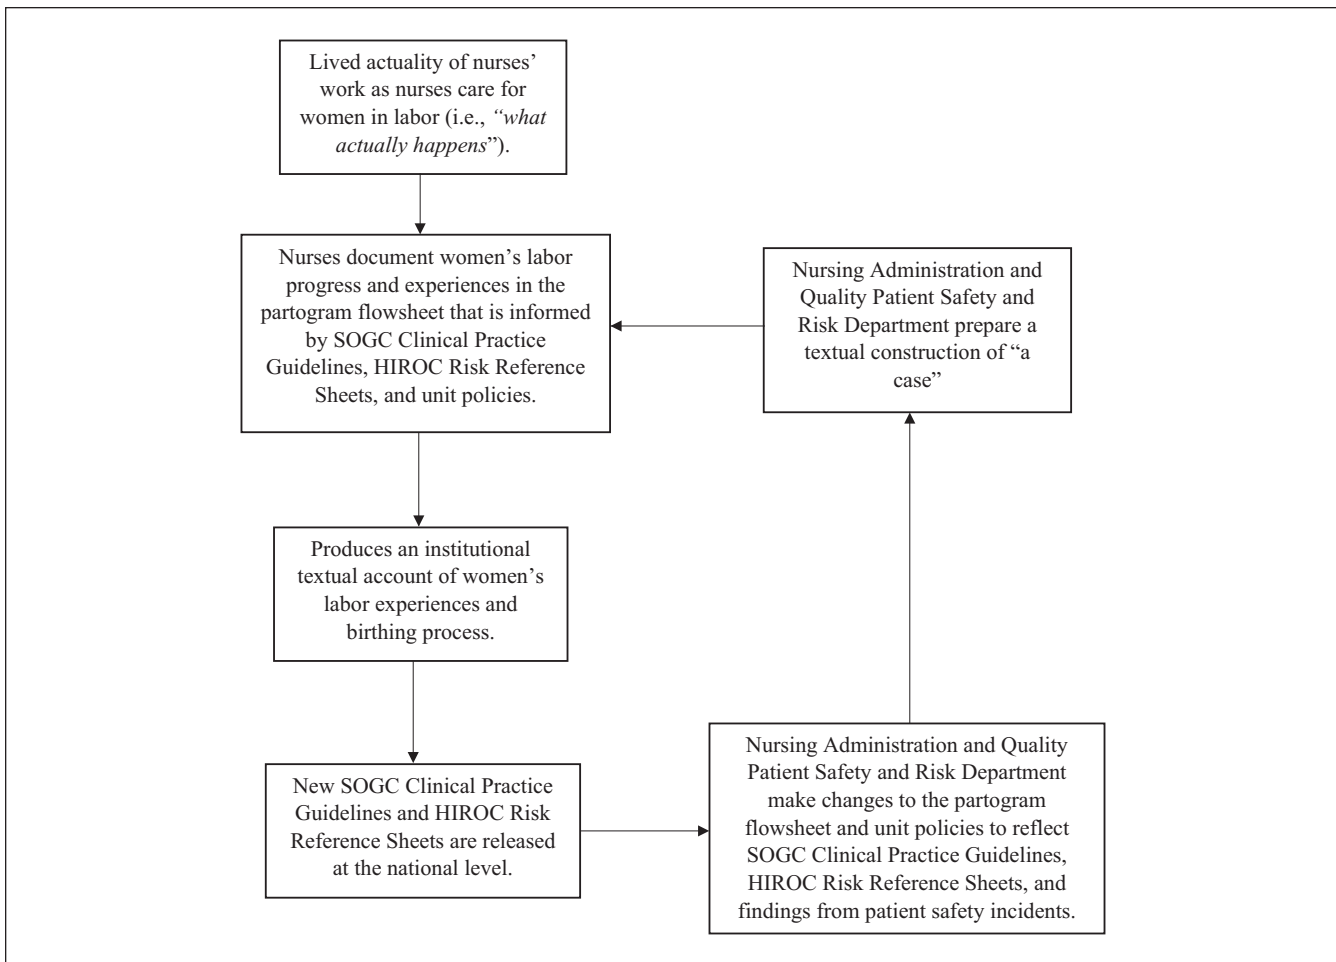 Lived actuality of nurses’
work as nurses care for
women in labor (i.e., “what
actually happens”).
Nurses document women’s labor
progress and experiences in the
partogram flowsheet that is informed
by SOGC Clinical Practice
Guidelines, HIROC Risk Reference
Sheets, and unit policies.
Nursing Administration and
Quality Patient Safety and
Risk Department prepare a
textual construction of “a
case”
Produces an institutional
textual account of women’s
labor experiences and
birthing process.
New SOGC Clinical Practice
Guidelines and HIROC Risk
Reference Sheets are released
at the national level.
Nursing Administration and Quality
Patient Safety and Risk Department
make changes to the partogram
flowsheet and unit policies to reflect
SOGC Clinical Practice Guidelines,
HIROC Risk Reference Sheets, and
findings from patient safety incidents.